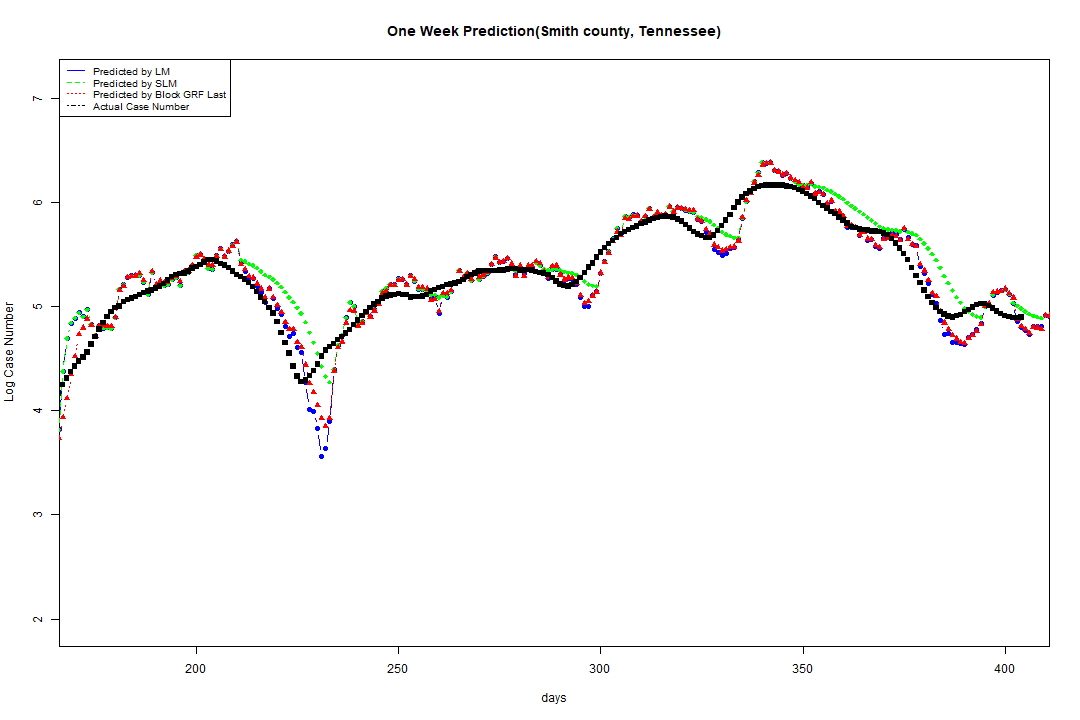 One Week Prediction(Smith county, Tennessee)
Predicted by LM
Predicted by SLM
Predicted by Block GRF Last
Actual Case Number
7
6
5
4
3
2
Log Case Number
200 250 300 350 400
days